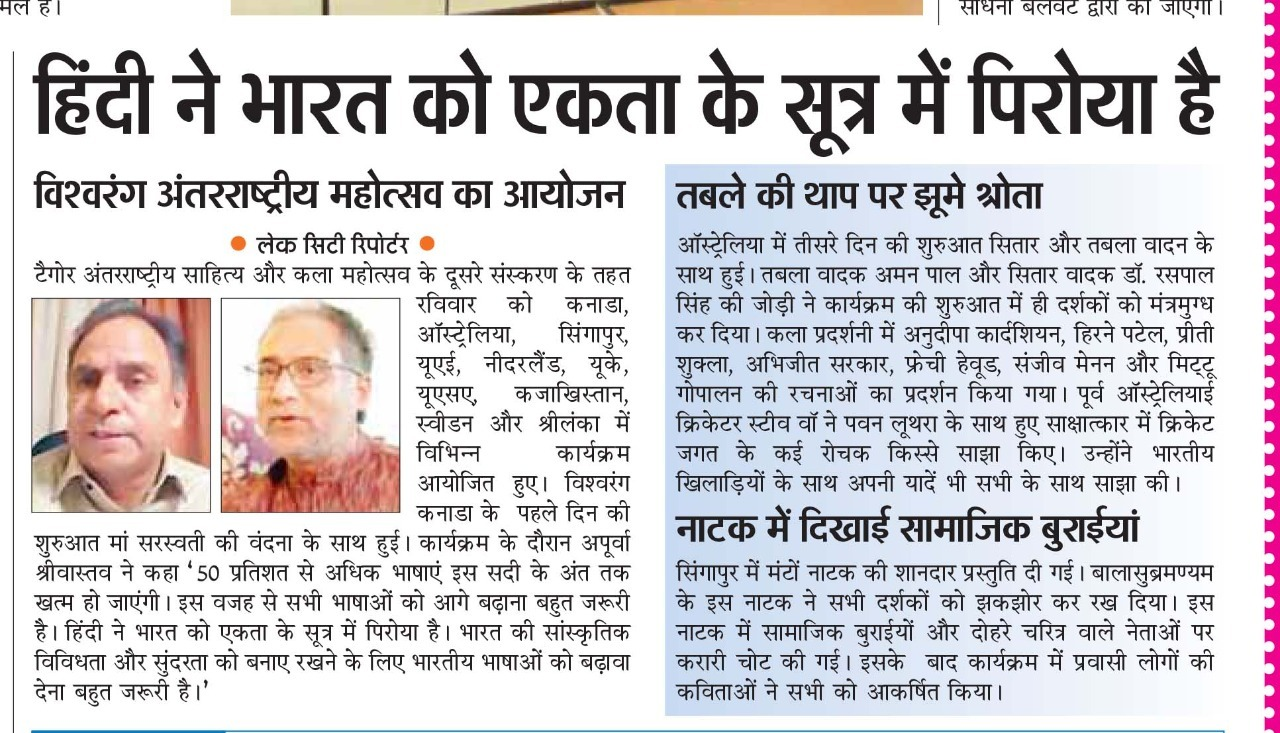 मल है।
साधना बलवटे द्वारा की जाएगी।
हिंदी ने भारत को एकता के सूत्र में पिरोया है
विश्वरंग अंतरराष्ट्रीय महोत्सव का आयोजन
● लेक सिटी रिपोर्टर ●
टैगोर अंतरराष्ट्रीय साहित्य और कला महोत्सव के दूसरे संस्करण के तहत
रविवार को कनाडा,
ऑस्ट्रेलिया, सिंगापुर,
यूएई, नीदरलैंड, यूके,
यूएसए, कजाखिस्तान,
स्वीडन और श्रीलंका में
विभिन्न कार्यक्रम
आयोजित हुए। विश्वरंग
कनाडा के पहले दिन की
शुरुआत मां सरस्वती की वंदना के साथ हुई। कार्यक्रम के दौरान अपूर्वा
श्रीवास्तव ने कहा ‘50 प्रतिशत से अधिक भाषाएं इस सदी के अंत तक
खत्म हो जाएंगी। इस वजह से सभी भाषाओं को आगे बढ़ाना बहुत जरूरी
है। हिंदी ने भारत को एकता के सूत्र में पिरोया है। भारत की सांस्कृतिक
विविधता और सुंदरता को बनाए रखने के लिए भारतीय भाषाओं को बढ़ावा
देना बहुत जरूरी है।’
तबले की थाप पर झूमे श्रोता
ऑस्ट्रेलिया में तीसरे दिन की शुरुआत सितार और तबला वादन के
साथ हुई। तबला वादक अमन पाल और सितार वादक डॉ. रसपाल
सिंह की जोड़ी ने कार्यक्रम की शुरुआत में ही दर्शकों को मंत्रमुग्ध
कर दिया। कला प्रदर्शनी में अनुदीपा कार्दशियन, हिरने पटेल, प्रीती
शुक्ला, अभिजीत सरकार, फ्रेची हेवूड, संजीव मेनन और मिट्टू
गोपालन की रचनाओं का प्रदर्शन किया गया। पूर्व ऑस्ट्रेलियाई
क्रिकेटर स्टीव वॉ ने पवन लूथरा के साथ हुए साक्षात्कार में क्रिकेट
जगत के कई रोचक किस्से साझा किए। उन्होंने भारतीय
खिलाड़ियों के साथ अपनी यादें भी सभी के साथ साझा की।
नाटक में दिखाई सामाजिक बुराईयां
सिंगापुर में मंटों नाटक की शानदार प्रस्तुति दी गई। बालासुब्रमण्यम
के इस नाटक ने सभी दर्शकों को झकझोर कर रख दिया। इस
नाटक में सामाजिक बुराईयों और दोहरे चरित्र वाले नेताओं पर
करारी चोट की गई। इसके बाद कार्यक्रम में प्रवासी लोगों की
कविताओं ने सभी को आकर्षित किया।